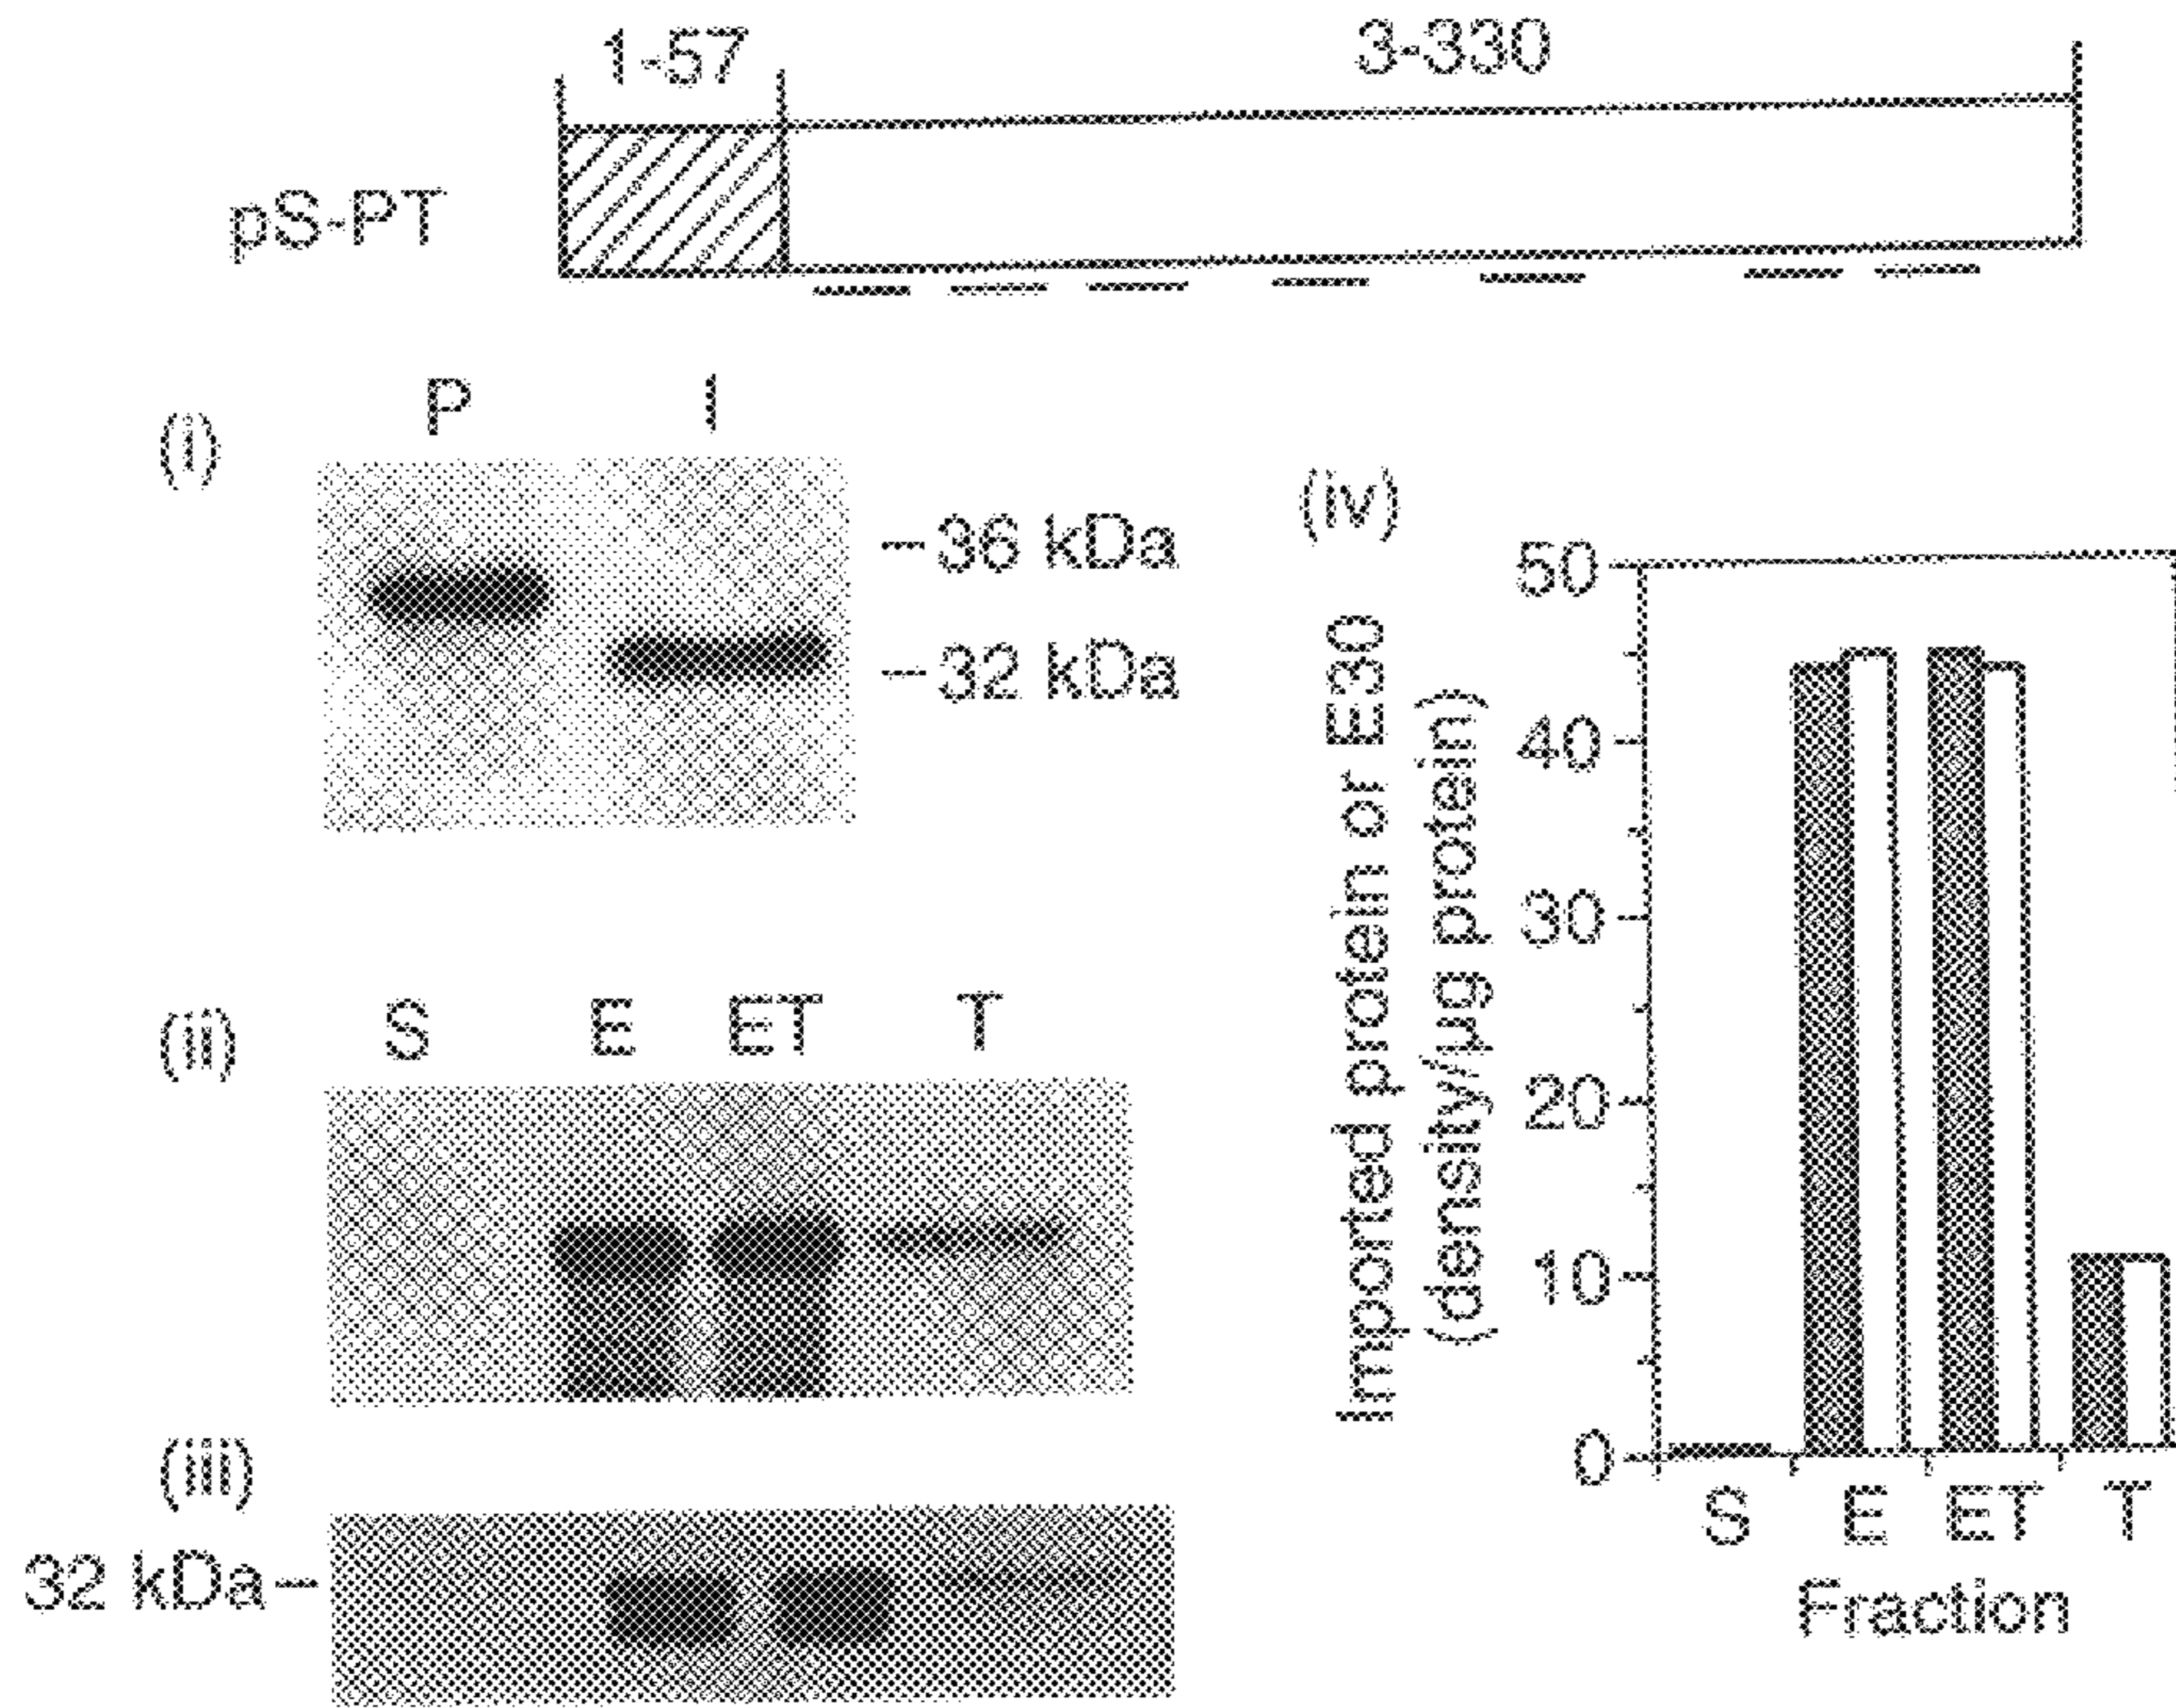 1-57 3-330
pS-PT
(i) P I
-36 kDa
-32 kDa
(ii) S E ET T
(iii)
32 kDa-
(iv)
Imported protein or E30
(density/µg protein)
50
40
30
20
10
0
S E ET T
Fraction